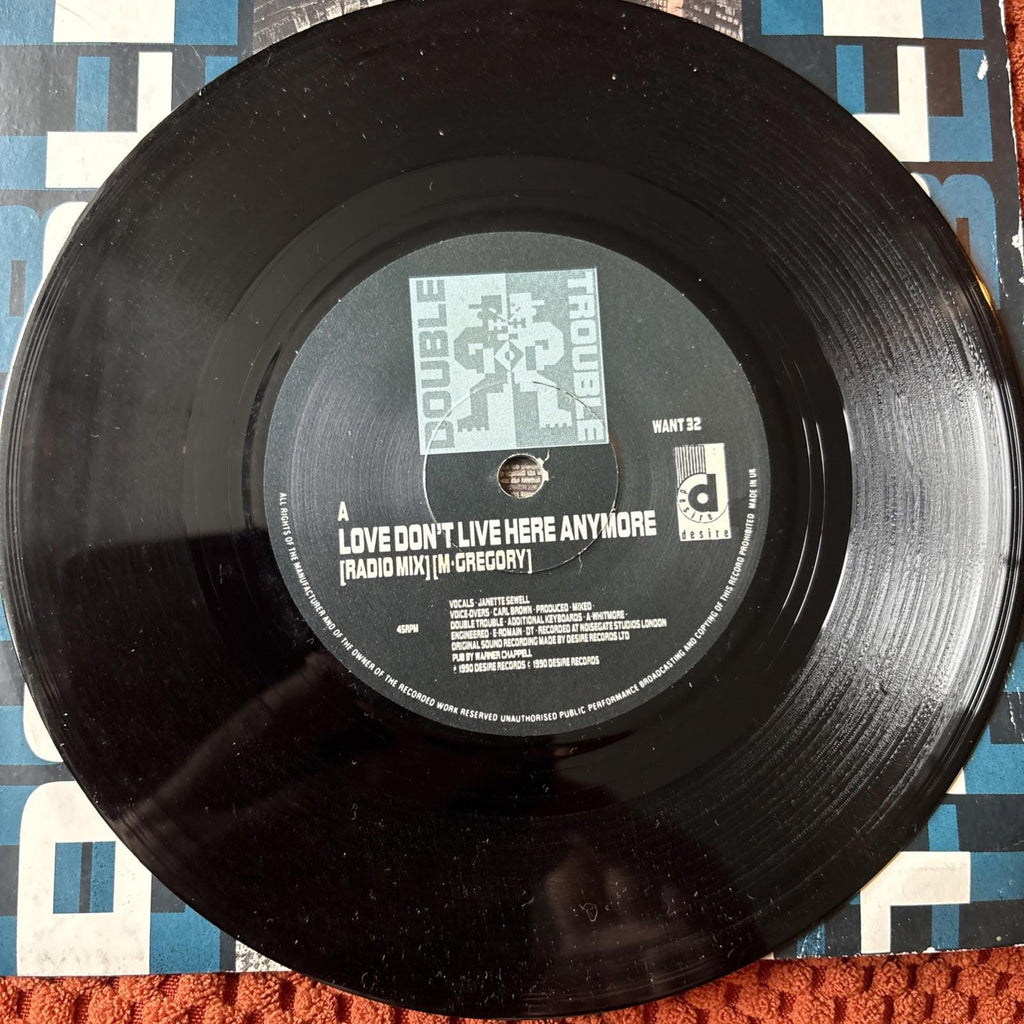 DOUBLE
TROUBLE
WANT 32
d
desire
desire
A
LOVE DON'T LIVE HERE ANYMORE
[RADIO MIX] [M·GREGORY]
45RPM
VOCALS · JANETTE SEWELL
VOICE-OVERS · CARL BROWN · PRODUCED · MIXED ·
DOUBLE TROUBLE · ADDITIONAL KEYBOARDS · A·WHITMORE ·
ENGINEERED · E·ROMAIN · DT · RECORDED AT NOISEGATE STUDIOS LONDON
ORIGINAL SOUND RECORDING MADE BY DESIRE RECORDS LTD
PUB BY WARNER CHAPPELL
℗ 1990 DESIRE RECORDS © 1990 DESIRE RECORDS
ALL RIGHTS OF THE MANUFACTURER AND OF THE OWNER OF THE RECORDED WORK RESERVED UNAUTHORISED PUBLIC PERFORMANCE BROADCASTING AND COPYING OF THIS RECORD PROHIBITED MADE IN UK